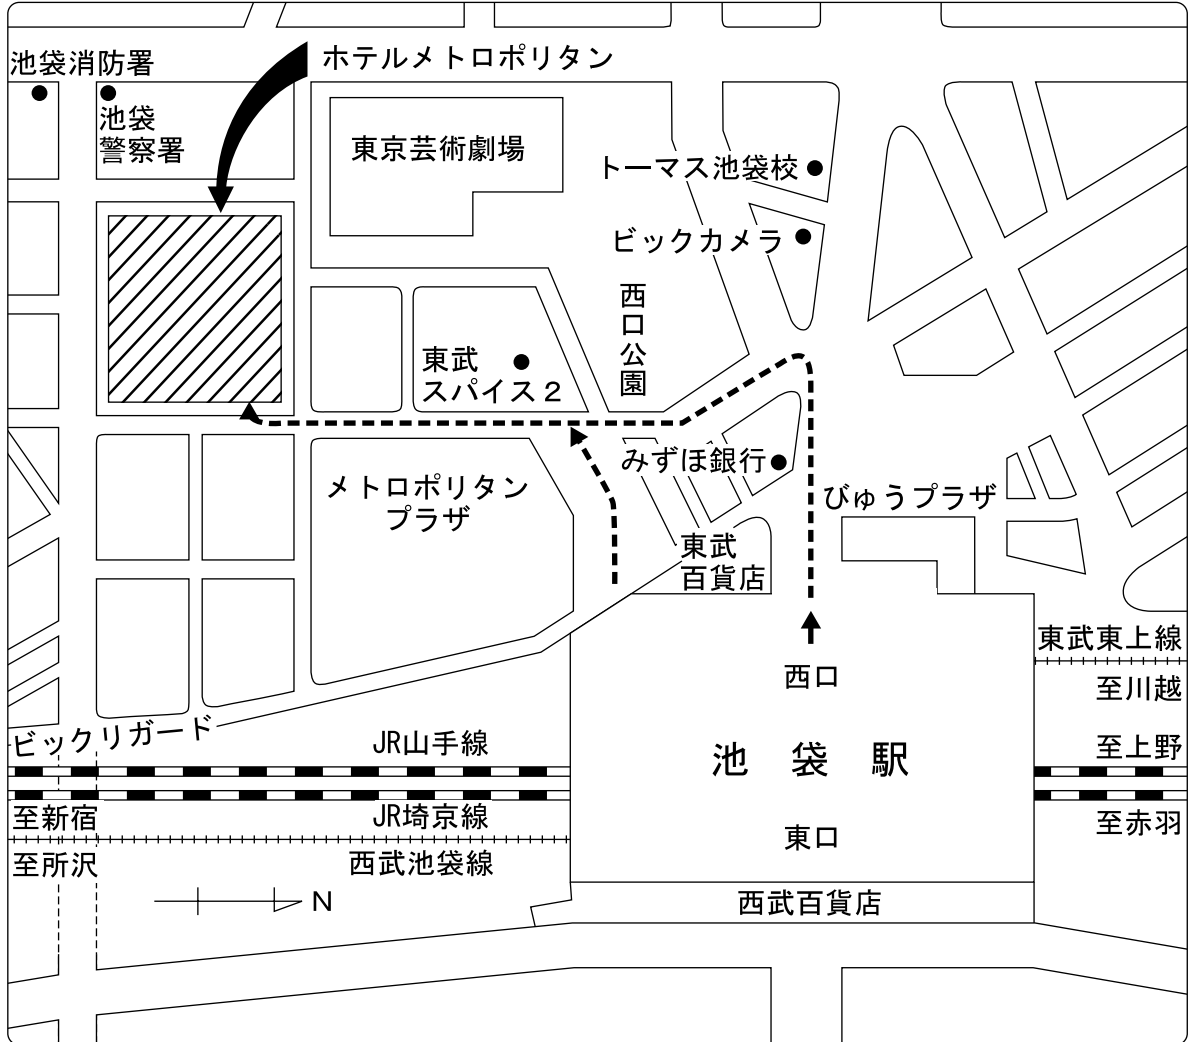 ホテルメトロポリタン
池袋消防署
池袋
警察署
東京芸術劇場
トーマス池袋校
ビックカメラ
西口公園
東武
スパイス2
みずほ銀行
メトロポリタン
プラザ
びゅうプラザ
東武
百貨店
東武東上線
西口
至川越
ビックリガード
JR山手線
至上野
池袋駅
至新宿
JR埼京線
至赤羽
東口
至所沢
西武池袋線
N
西武百貨店